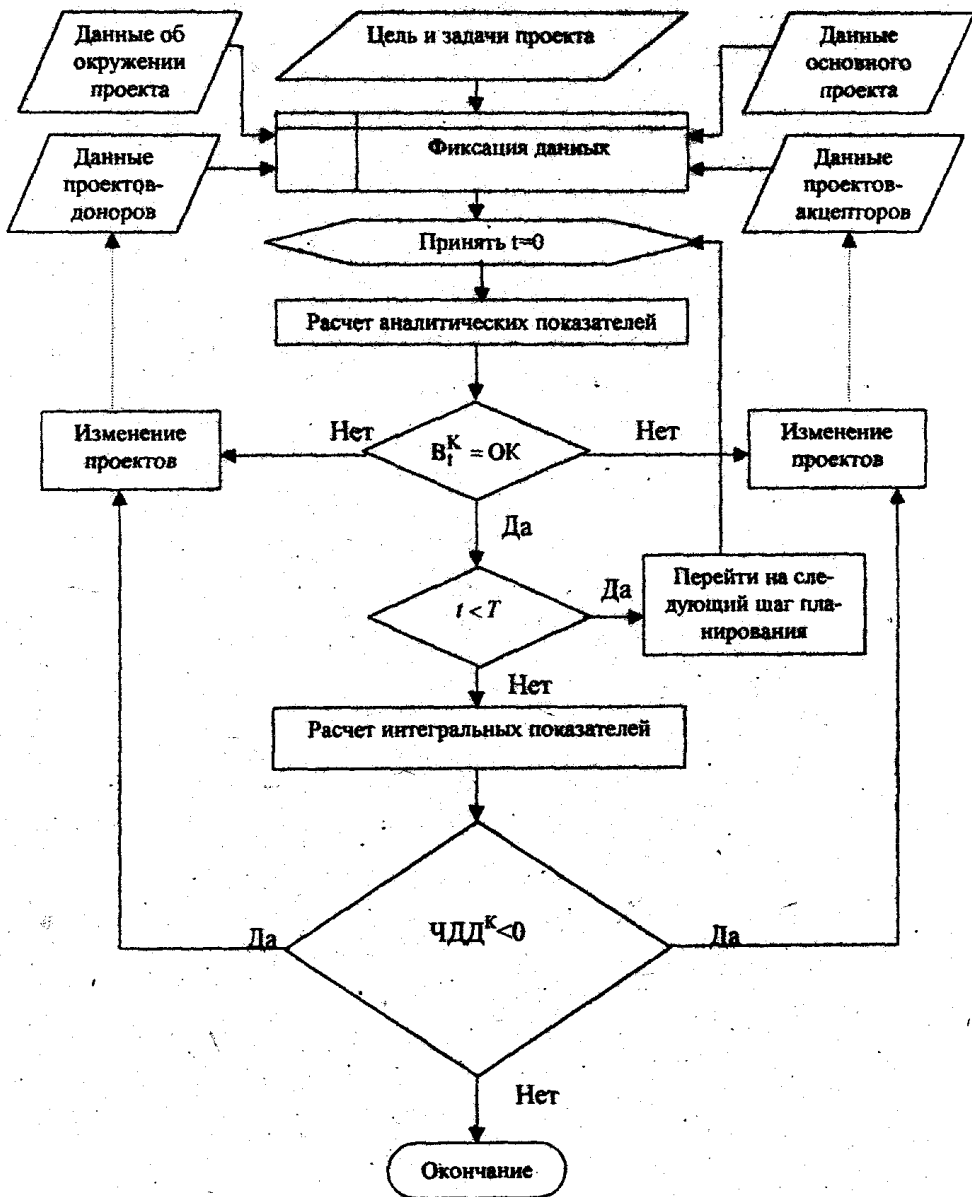 Данные об
окружении
проекта
Цель и задачи проекта
Данные
основного
проекта
Фиксация данных
Данные
проектов-
доноров
Данные
проектов-
акцепторов
Принять t=0
Расчет аналитических показателей
Изменение
проектов
Нет
B_t^K = OK
Нет
Изменение
проектов
Да
t < T
Да
Перейти на сле-
дующий шаг пла-
нирования
Нет
Расчет интегральных показателей
Да
ЧДД^K<0
Да
Нет
Окончание